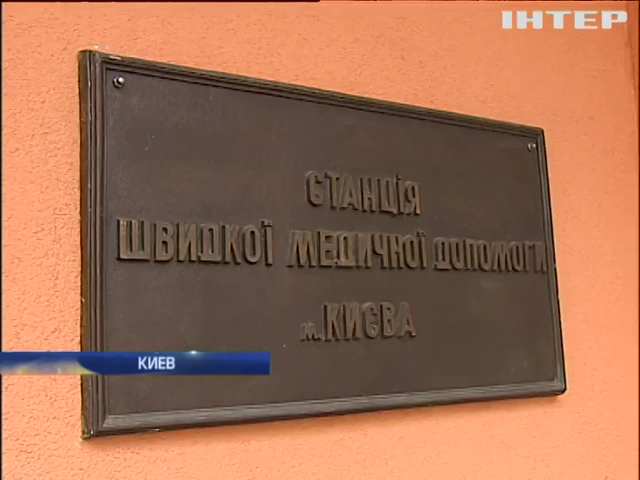 ІНТЕР
СТАНЦІЯ
ШВИДКОЇ МЕДИЧНОЇ ДОПОМОГИ
м. КИЄВА
КИЕВ